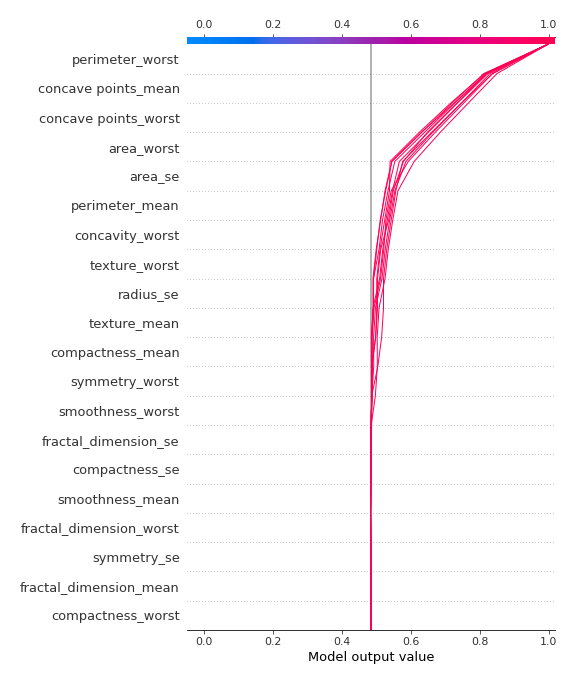 0.0 0.2 0.4 0.6 0.8 1.0
perimeter_worst
concave points_mean
concave points_worst
area_worst
area_se
perimeter_mean
concavity_worst
texture_worst
radius_se
texture_mean
compactness_mean
symmetry_worst
smoothness_worst
fractal_dimension_se
compactness_se
smoothness_mean
fractal_dimension_worst
symmetry_se
fractal_dimension_mean
compactness_worst
0.0 0.2 0.4 0.6 0.8 1.0
Model output value